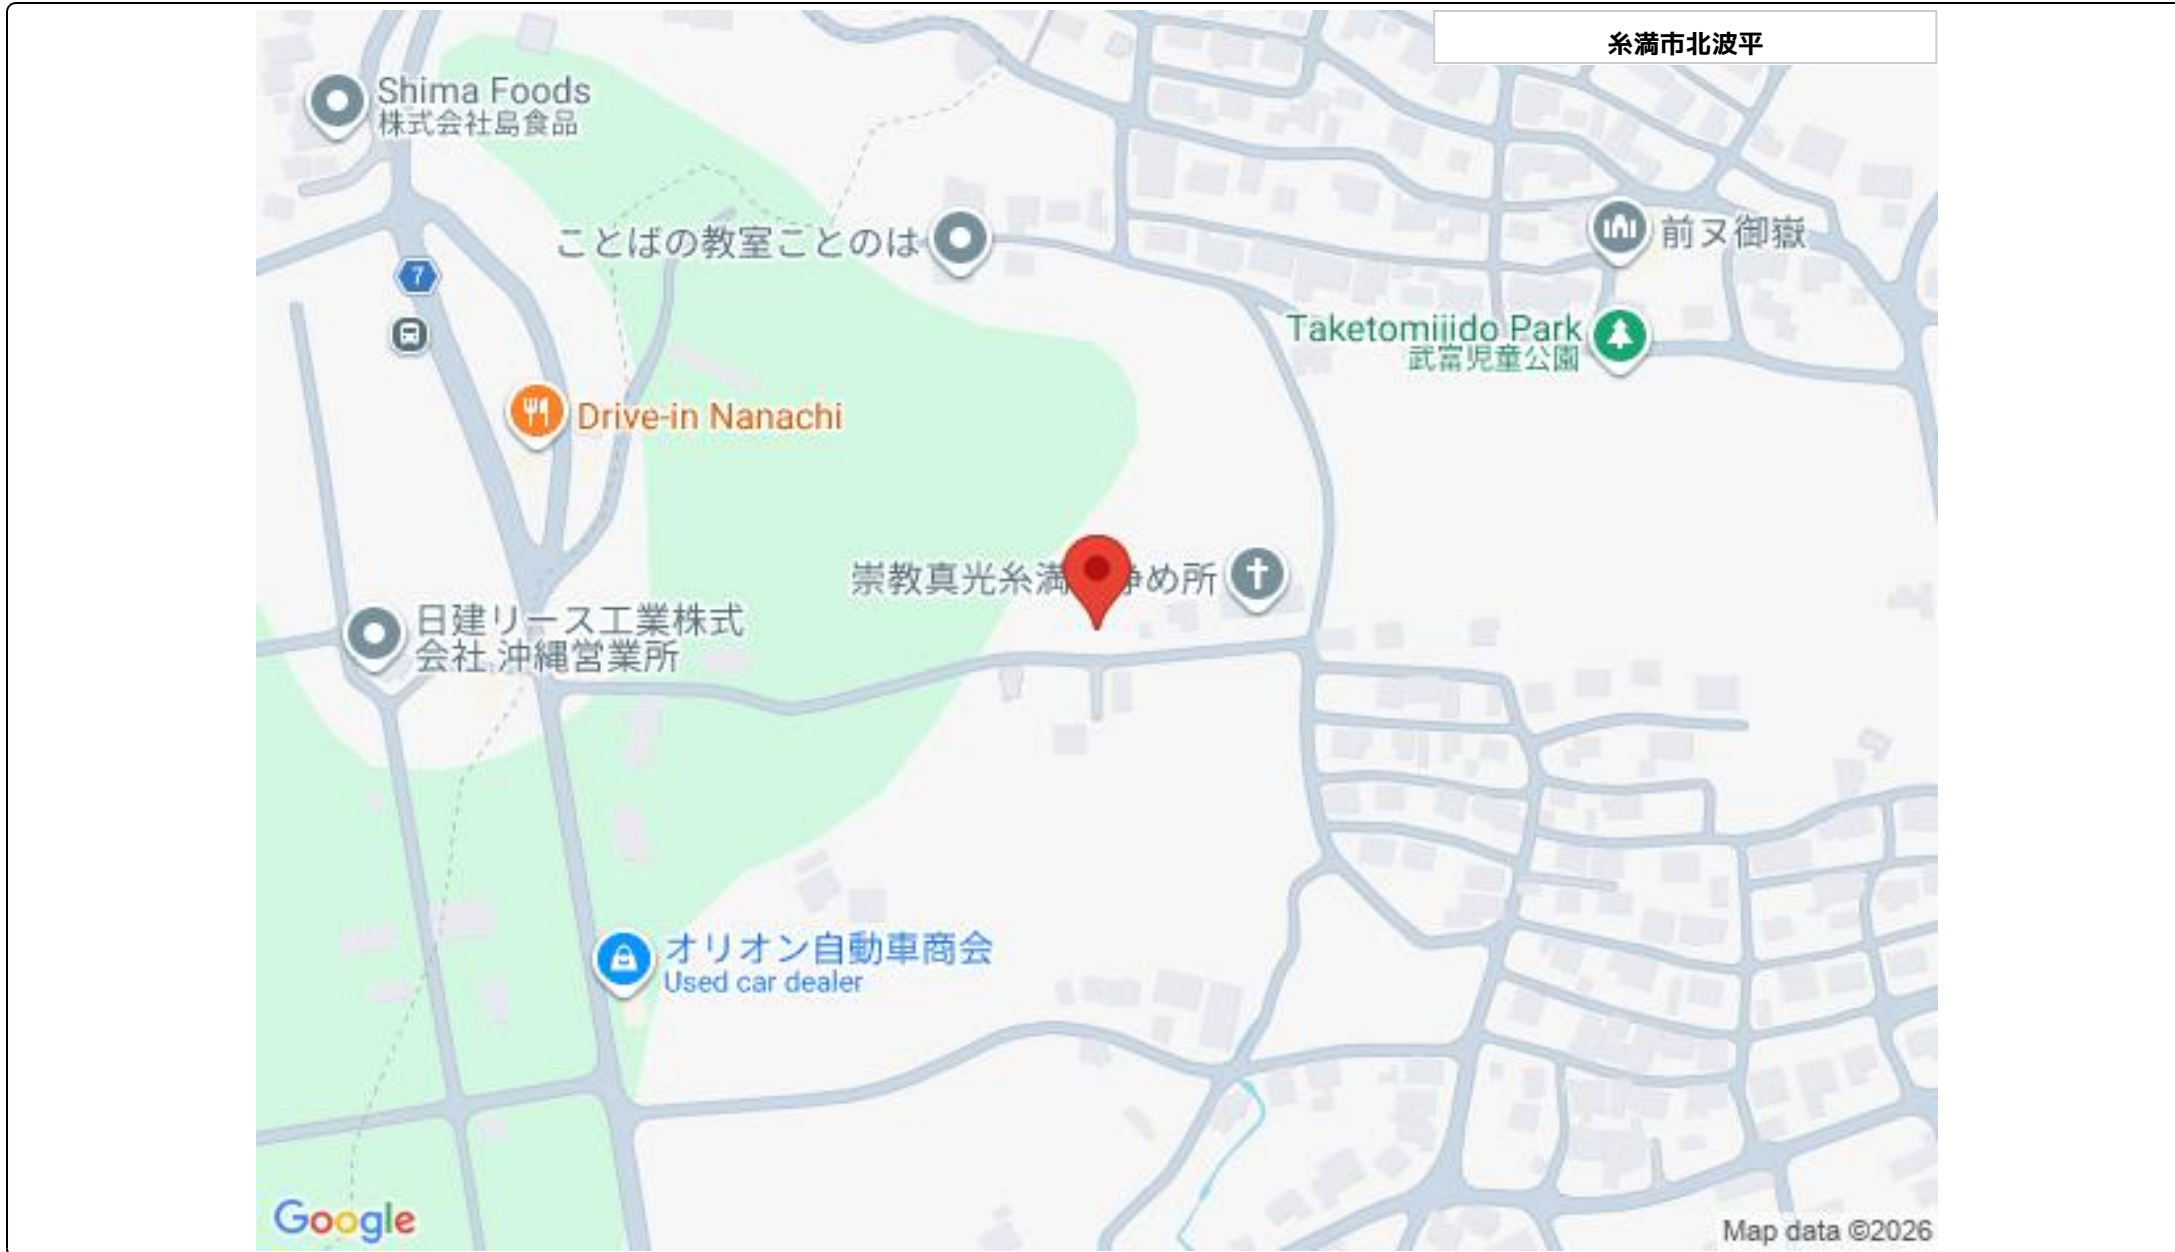 糸満市北波平
Shima Foods
株式会社島食品
ことばの教室ことのは
前ヌ御嶽
7
Taketomijido Park
武富児童公園
Drive-in Nanachi
崇教真光糸満 め所
日建リース工業株式
会社 沖縄営業所
オリオン自動車商会
Used car dealer
Google
Map data ©2026